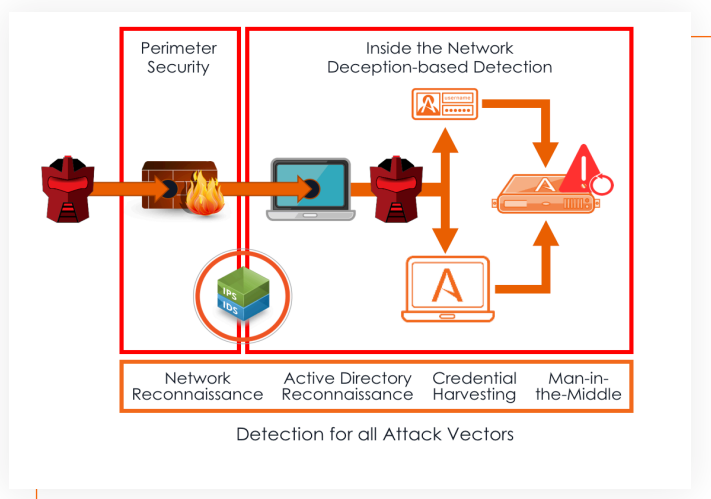 Perimeter
Security
Inside the Network
Deception-based Detection
username
IPS
IDS
Network
Reconnaissance
Active Directory
Reconnaissance
Credential
Harvesting
Man-in-
the-Middle
Detection for all Attack Vectors